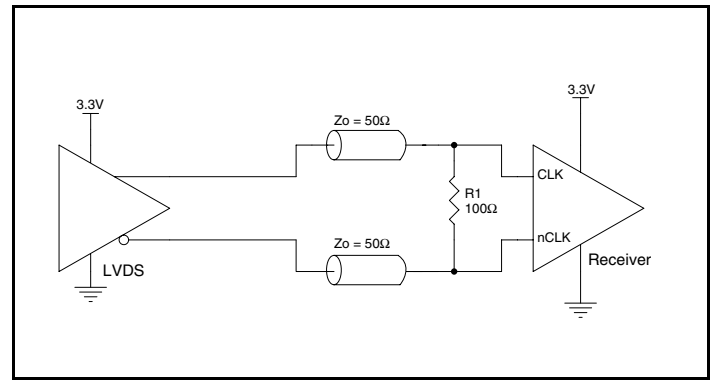 3.3V
3.3V
Zo = 50Ω
CLK
R1
100Ω
Zo = 50Ω
nCLK
LVDS
Receiver